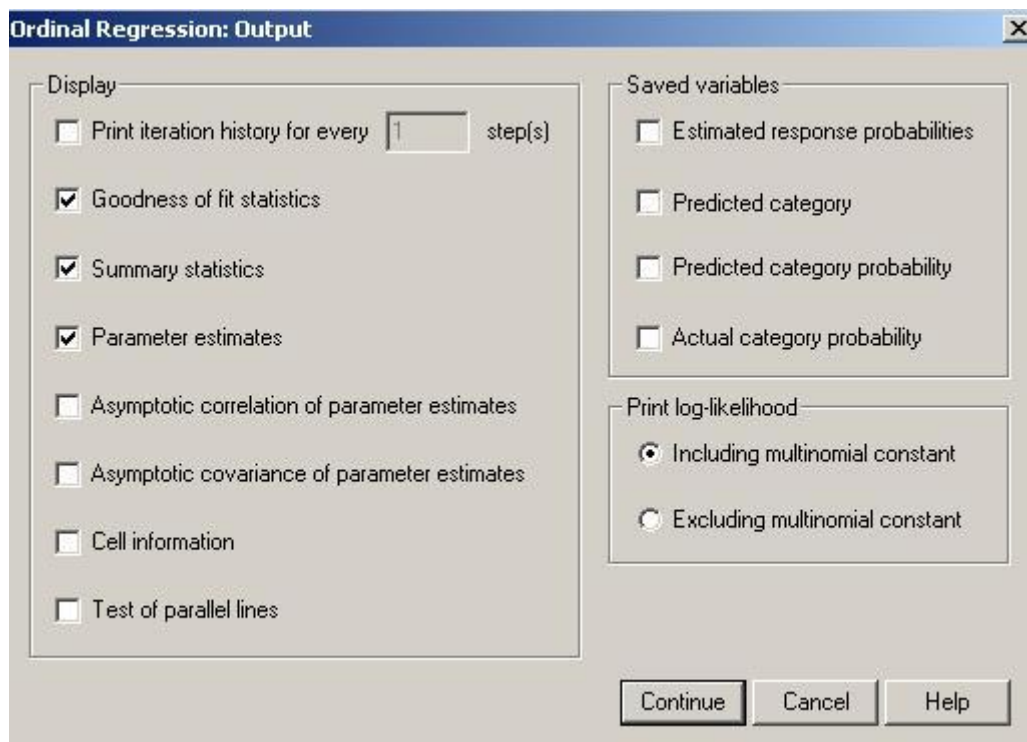 Ordinal Regression: Output
Display
Print iteration history for every 1 step(s)
Goodness of fit statistics
Summary statistics
Parameter estimates
Asymptotic correlation of parameter estimates
Asymptotic covariance of parameter estimates
Cell information
Test of parallel lines
Saved variables
Estimated response probabilities
Predicted category
Predicted category probability
Actual category probability
Print log-likelihood
Including multinomial constant
Excluding multinomial constant
Continue Cancel Help